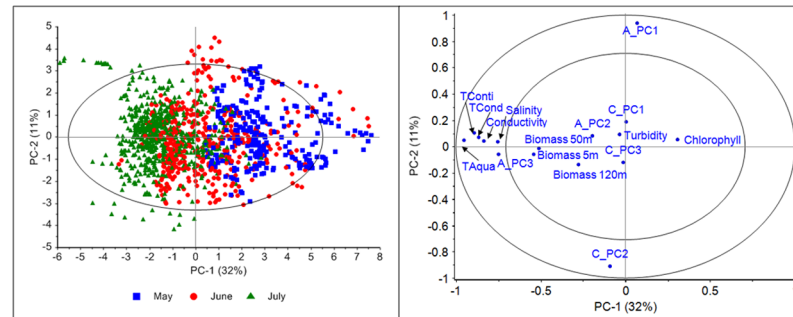 5
4
3
2
1
0
-1
-2
-3
-4
-5
PC-2 (11%)
-6 -5 -4 -3 -2 -1 0 1 2 3 4 5 6 7 8
PC-1 (32%)
May June July
1
0.8
0.6
0.4
0.2
0
-0.2
-0.4
-0.6
-0.8
-1
PC-2 (11%)
A_PC1
TConti
TCond
Salinity
Conductivity
C_PC1
A_PC2
Turbidity
Chlorophyll
Biomass 50m
C_PC3
TAqua
A_PC3
Biomass 5m
Biomass 120m
C_PC2
-1 -0.5 0 0.5 1
PC-1 (32%)